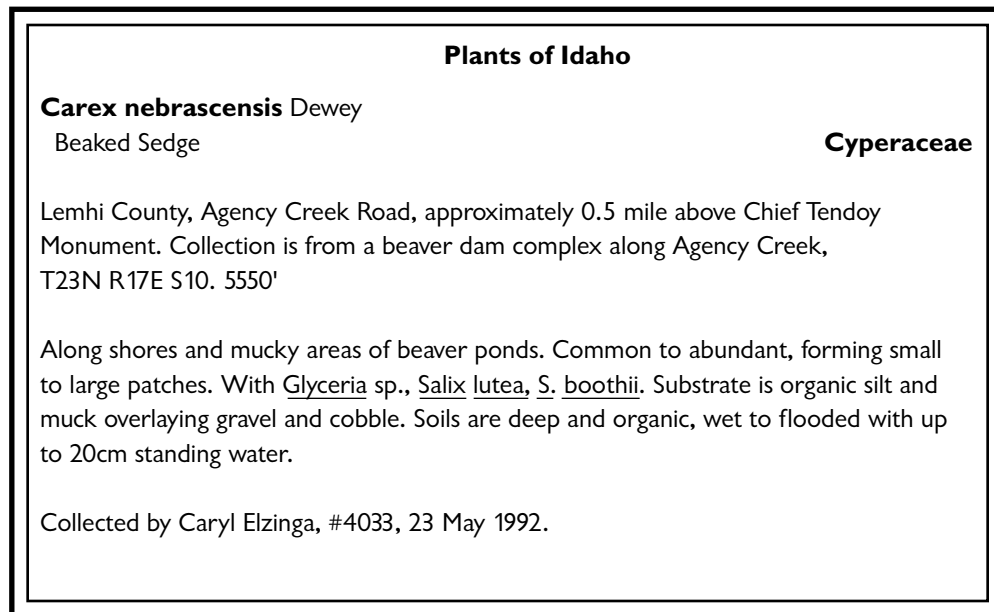 Plants of Idaho
Carex nebrascensis Dewey
Beaked Sedge Cyperaceae
Lemhi County, Agency Creek Road, approximately 0.5 mile above Chief Tendoy
Monument. Collection is from a beaver dam complex along Agency Creek,
T23N R17E S10. 5550'
Along shores and mucky areas of beaver ponds. Common to abundant, forming small
to large patches. With Glyceria sp., Salix lutea, S. boothii. Substrate is organic silt and
muck overlaying gravel and cobble. Soils are deep and organic, wet to flooded with up
to 20cm standing water.
Collected by Caryl Elzinga, #4033, 23 May 1992.